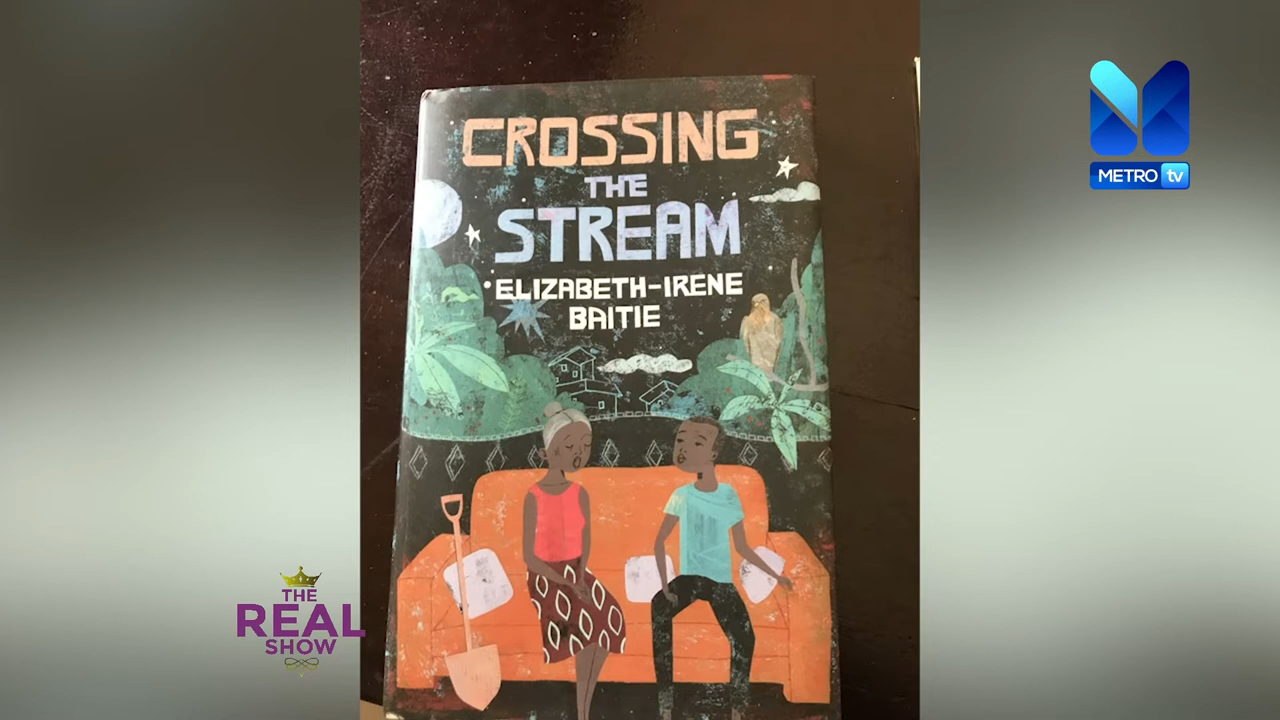 CROSSING
THE
STREAM
ELIZABETH-IRENE
BAITIE
METRO tv
THE
REAL
SHOW